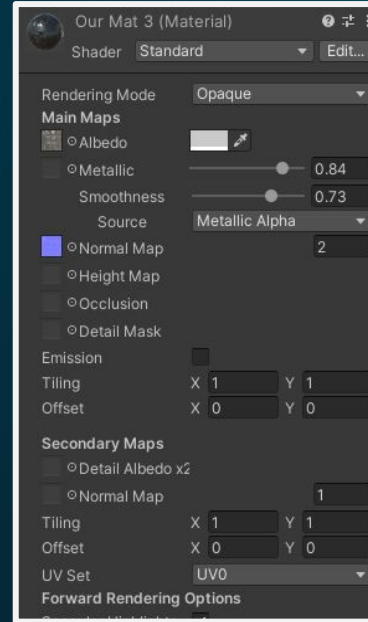 Our Mat 3 (Material)
Shader Standard Edit...
Rendering Mode Opaque
Main Maps
Albedo
Metallic 0.84
Smoothness 0.73
Source Metallic Alpha
Normal Map 2
Height Map
Occlusion
Detail Mask
Emission
Tiling X 1 Y 1
Offset X 0 Y 0
Secondary Maps
Detail Albedo x2
Normal Map 1
Tiling X 1 Y 1
Offset X 0 Y 0
UV Set UV0
Forward Rendering Options